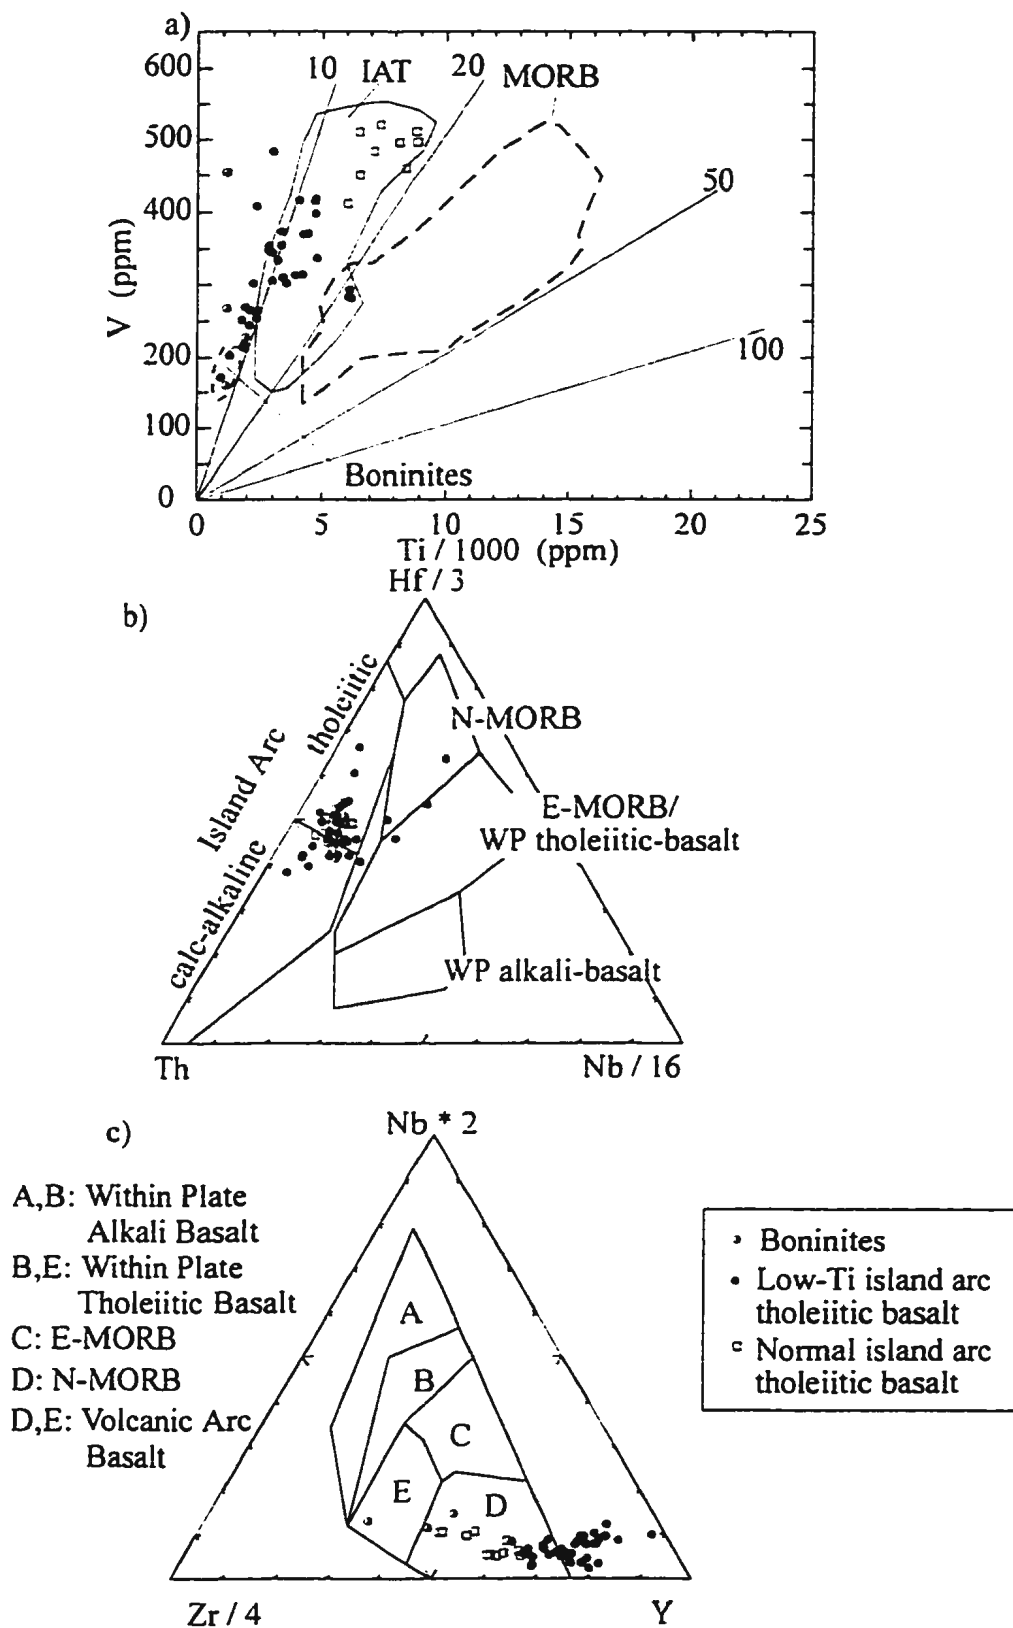 a)
600
500
400
200
100
0
V (ppm)
10
IAT
20
MORB
50
100
Boninites
0
5
10
15
20
25
Ti / 1000 (ppm)
b)
Hf / 3
Island Arc
tholeiitic
calc-alkaline
N-MORB
E-MORB/
WP tholeiitic-basalt
WP alkali-basalt
Th
Nb / 16
c)
Nb * 2
A,B: Within Plate
Alkali Basalt
B,E: Within Plate
Tholeiitic Basalt
C: E-MORB
D: N-MORB
D,E: Volcanic Arc
Basalt
A
B
C
E
D
Zr / 4
Y
Boninites
Low-Ti island arc
tholeiitic basalt
Normal island arc
tholeiitic basalt